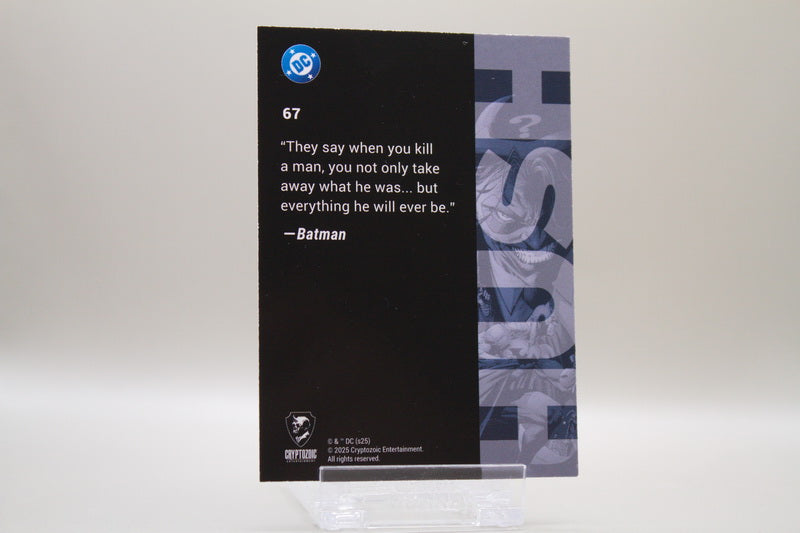 DC
67
“They say when you kill
a man, you not only take
away what he was... but
everything he will ever be.”
—Batman
HUSH
?
CRYPTOZOIC
ENTERTAINMENT
© & ™ DC (s25)
© 2025 Cryptozoic Entertainment.
All rights reserved.